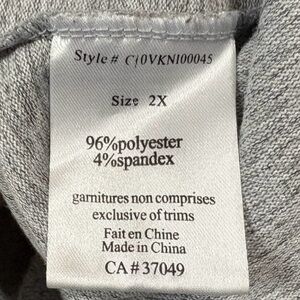 Style # C10VKNI00045
Size 2X
96%polyester
4%spandex
garnitures non comprises
exclusive of trims
Fait en Chine
Made in China
CA # 37049